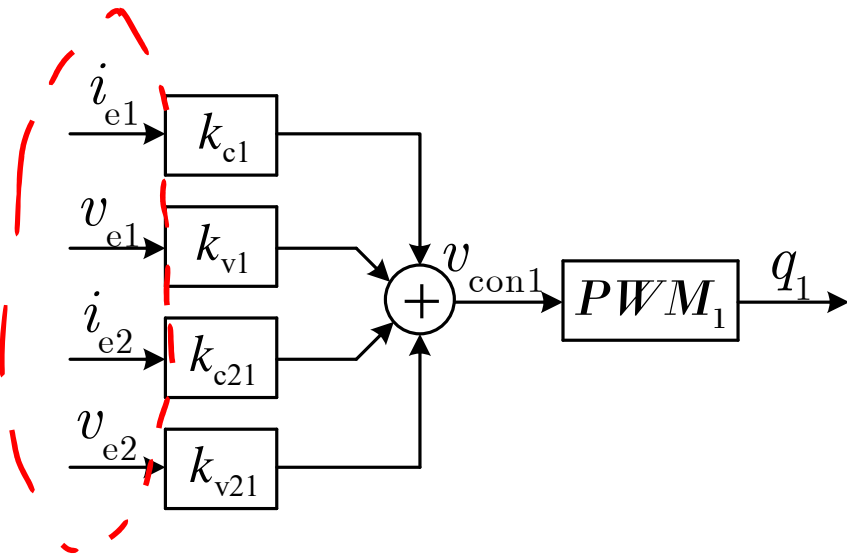 i_e1
k_c1
v_e1
k_v1
i_e2
k_c21
v_e2
k_v21
+
v_con1
PWM_1
q_1